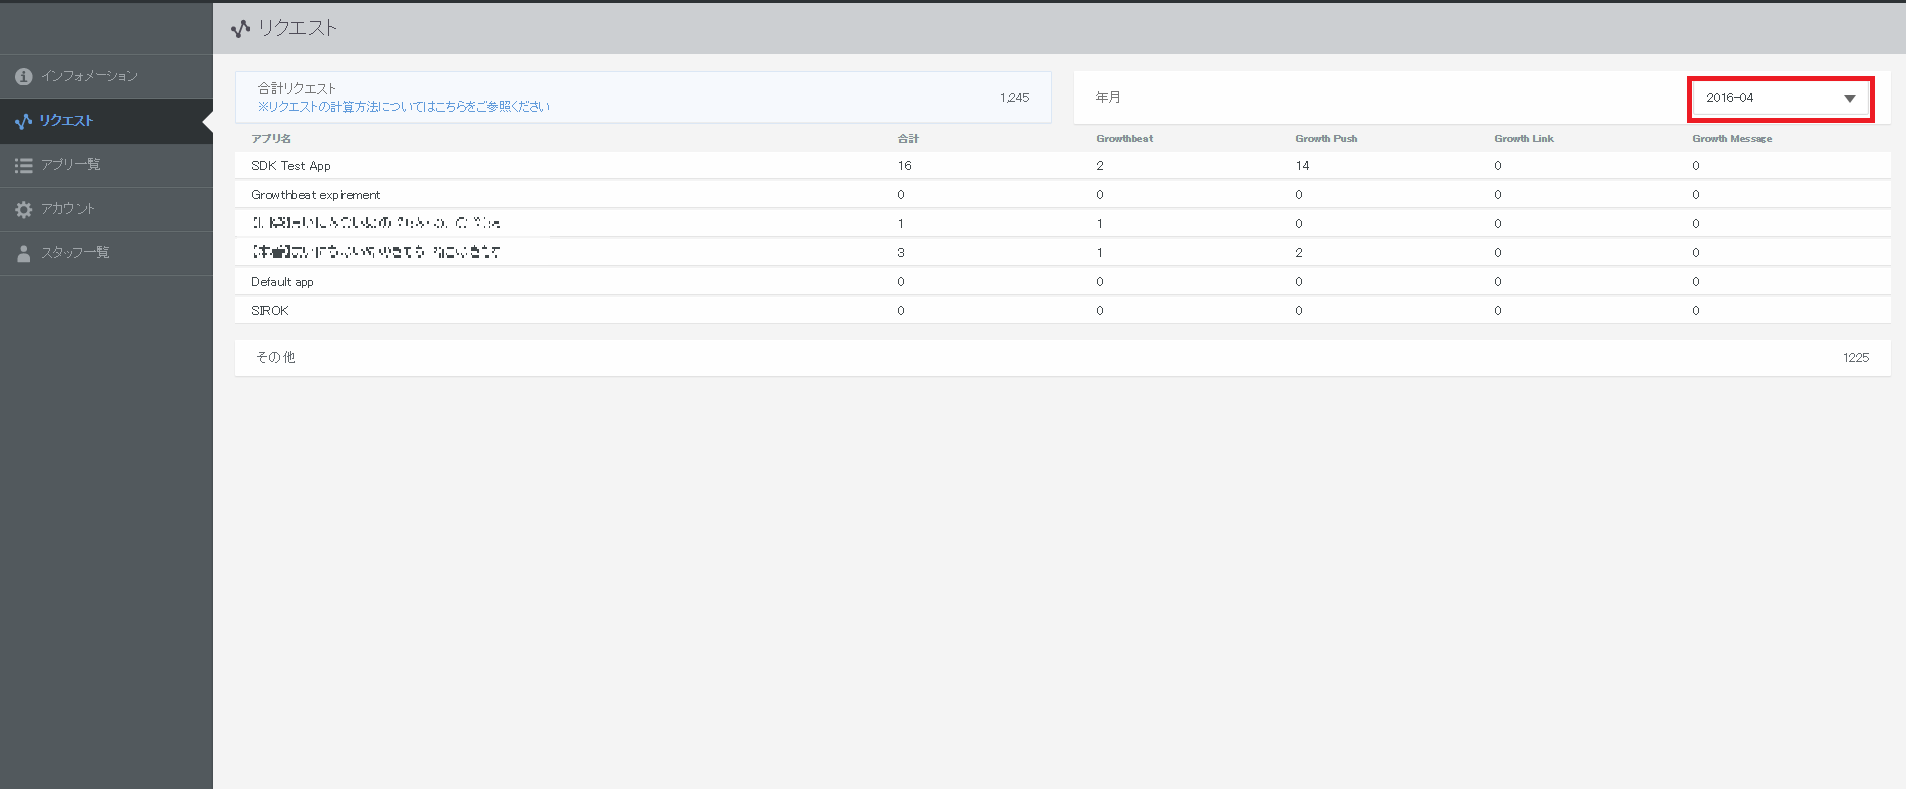 リクエスト
インフォメーション
リクエスト
アプリ一覧
アカウント
スタッフ一覧
合計リクエスト
※リクエストの計算方法についてはこちらをご参照ください
1,245
年月
2016-04
アプリ名 合計 Growthbeat Growth Push Growth Link Growth Message
SDK Test App 16 2 14 0 0
Growthbeat expirement 0 0 0 0 0
1 1 0 0 0
3 1 2 0 0
Default app 0 0 0 0 0
SIROK 0 0 0 0 0
その他 1225